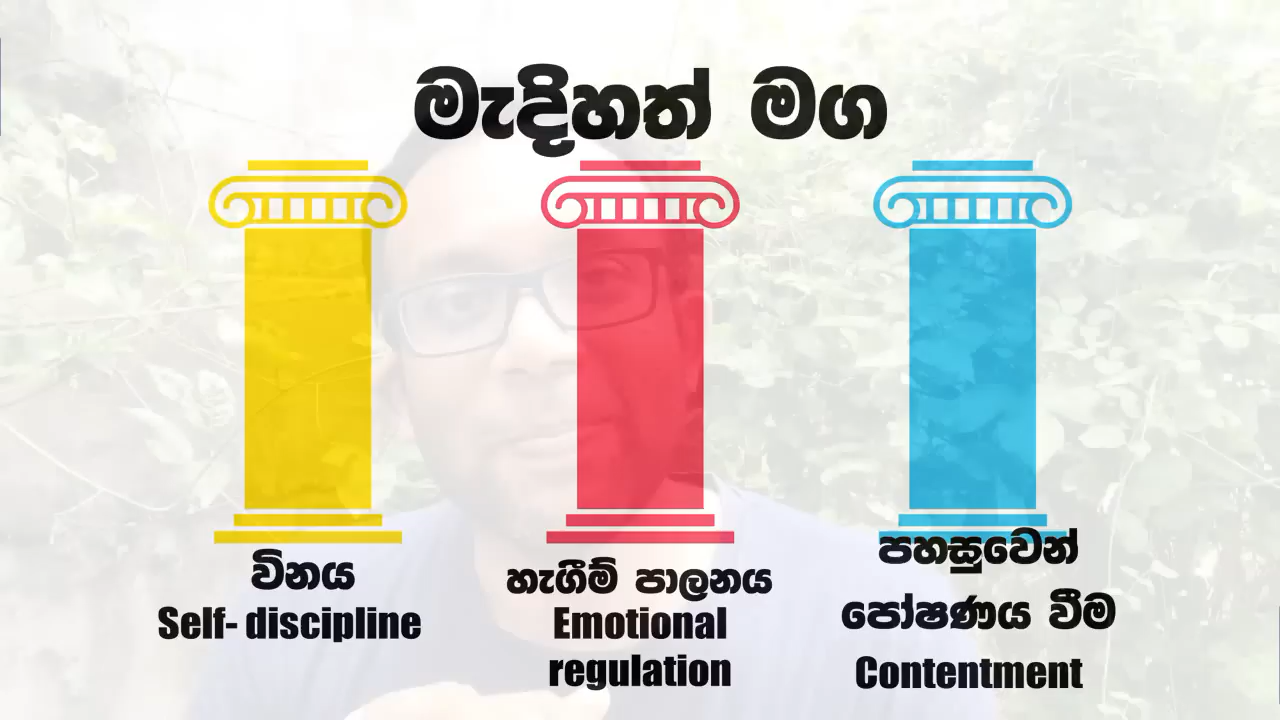 මැදිහත් මග
විනය
Self- discipline
හැගීම් පාලනය
Emotional
regulation
පහසුවෙන්
පෝෂණය වීම
Contentment